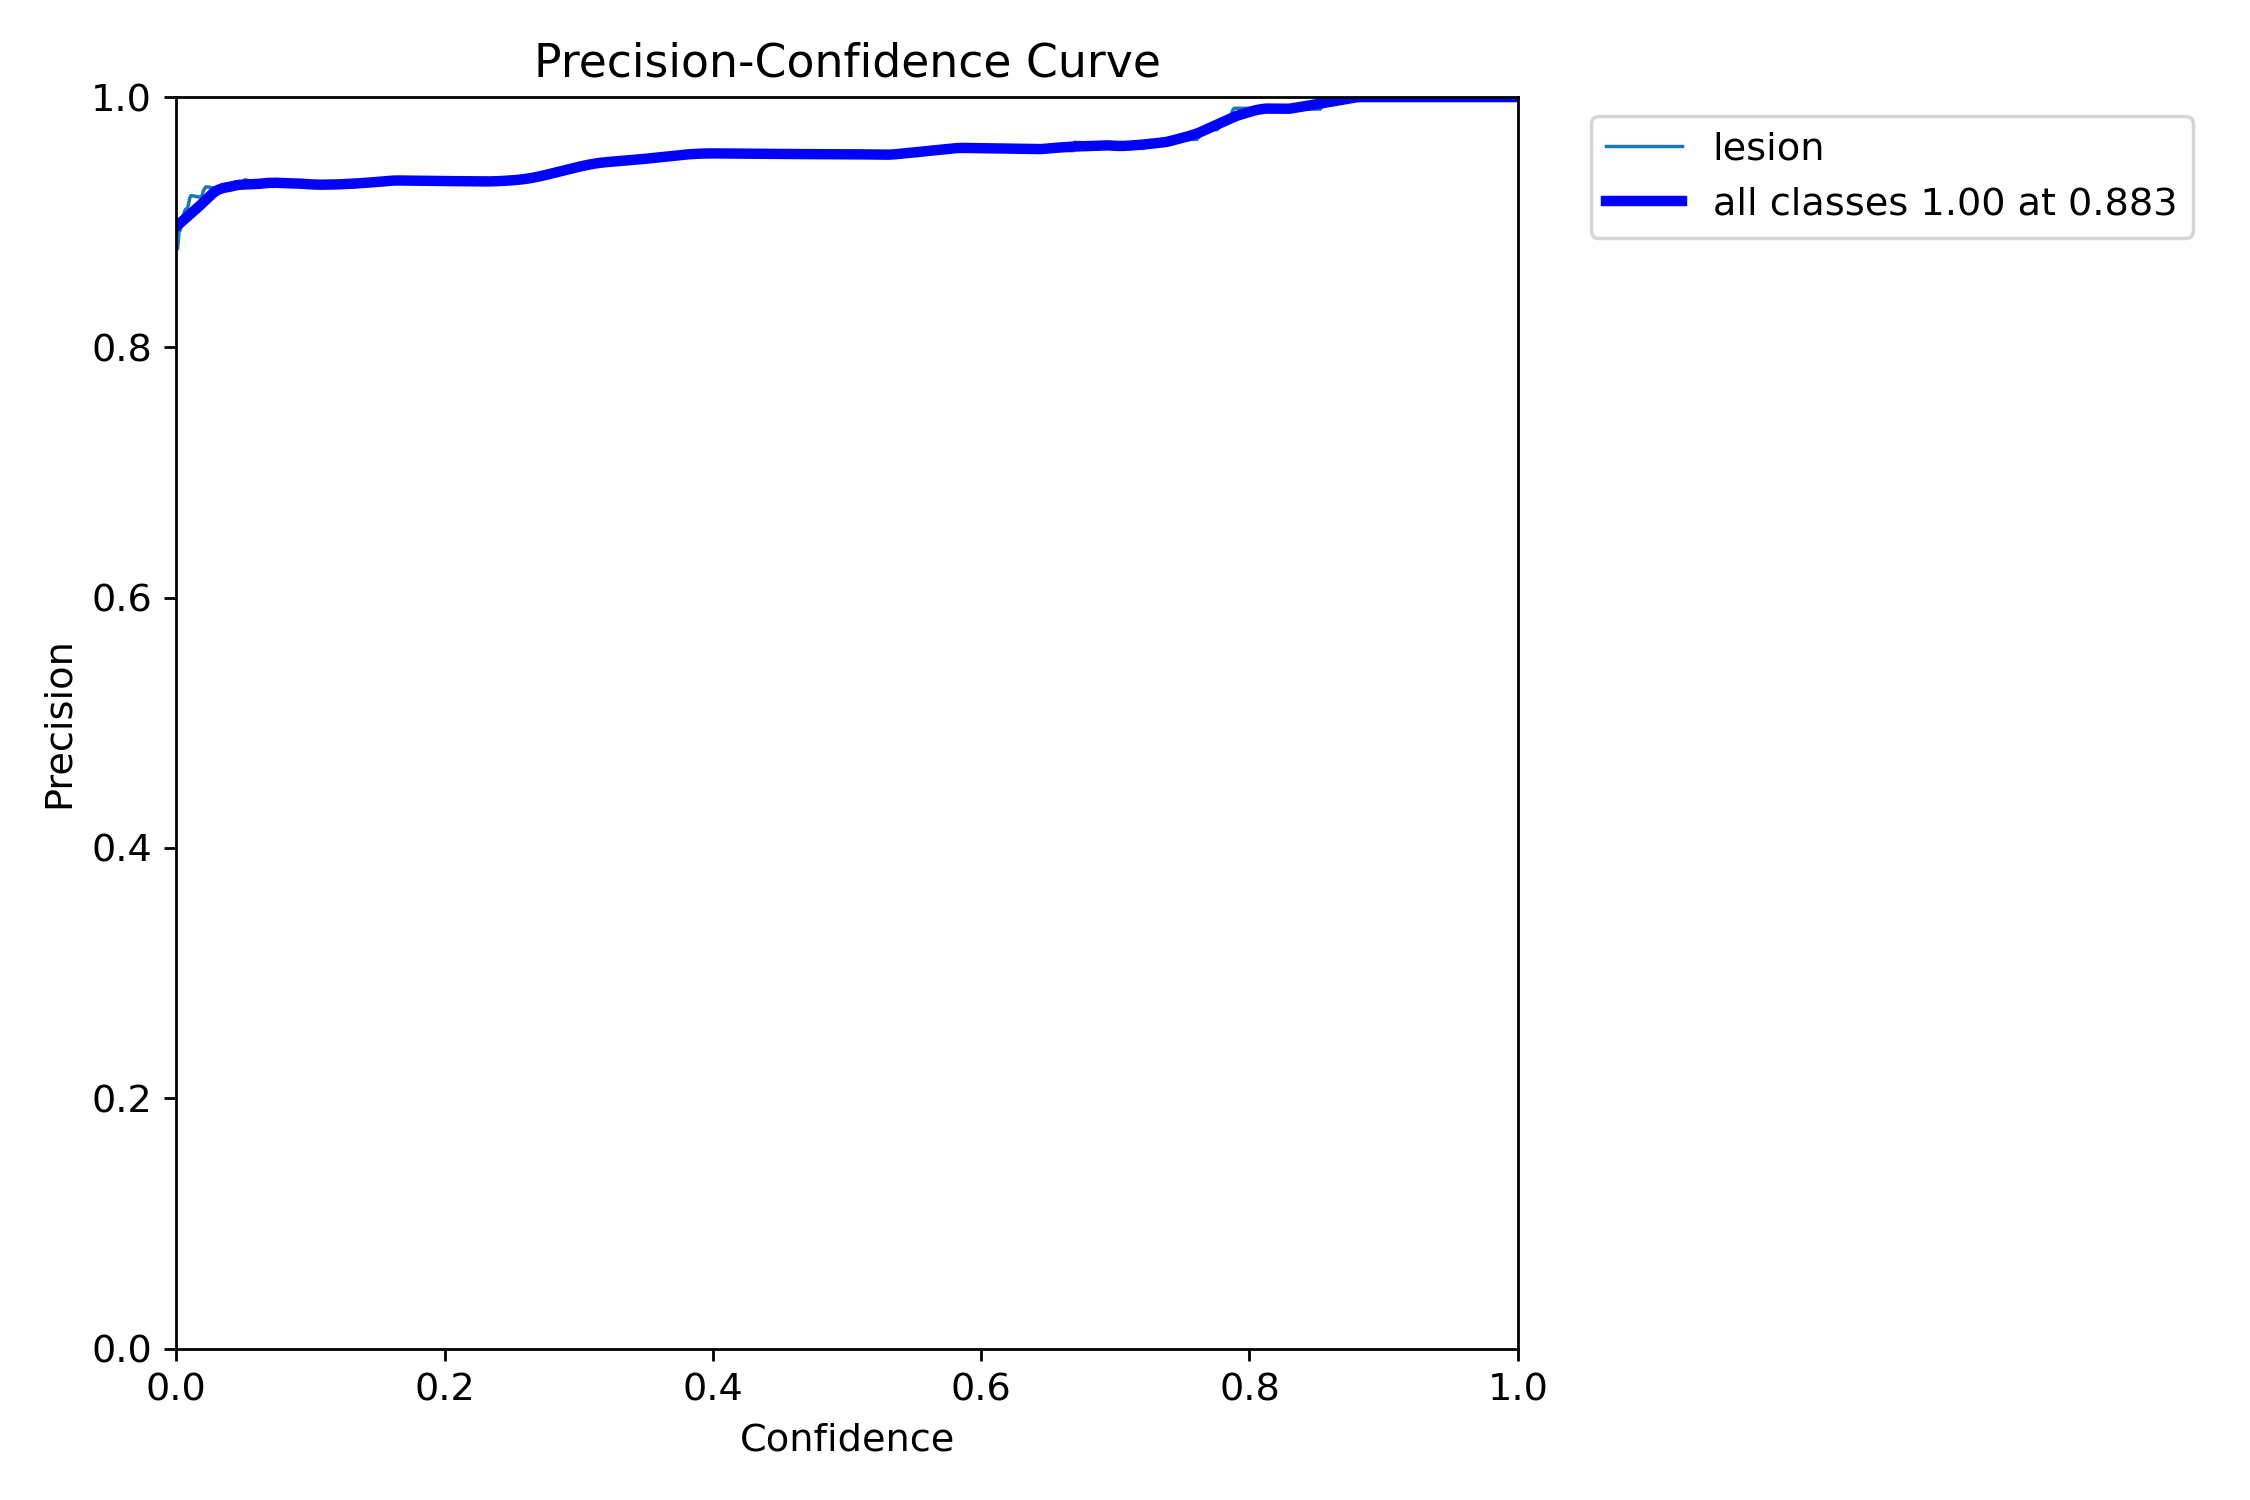 Precision-Confidence Curve
1.0
0.8
0.6
0.4
0.2
0.0
Precision
0.0 0.2 0.4 0.6 0.8 1.0
Confidence
lesion
all classes 1.00 at 0.883